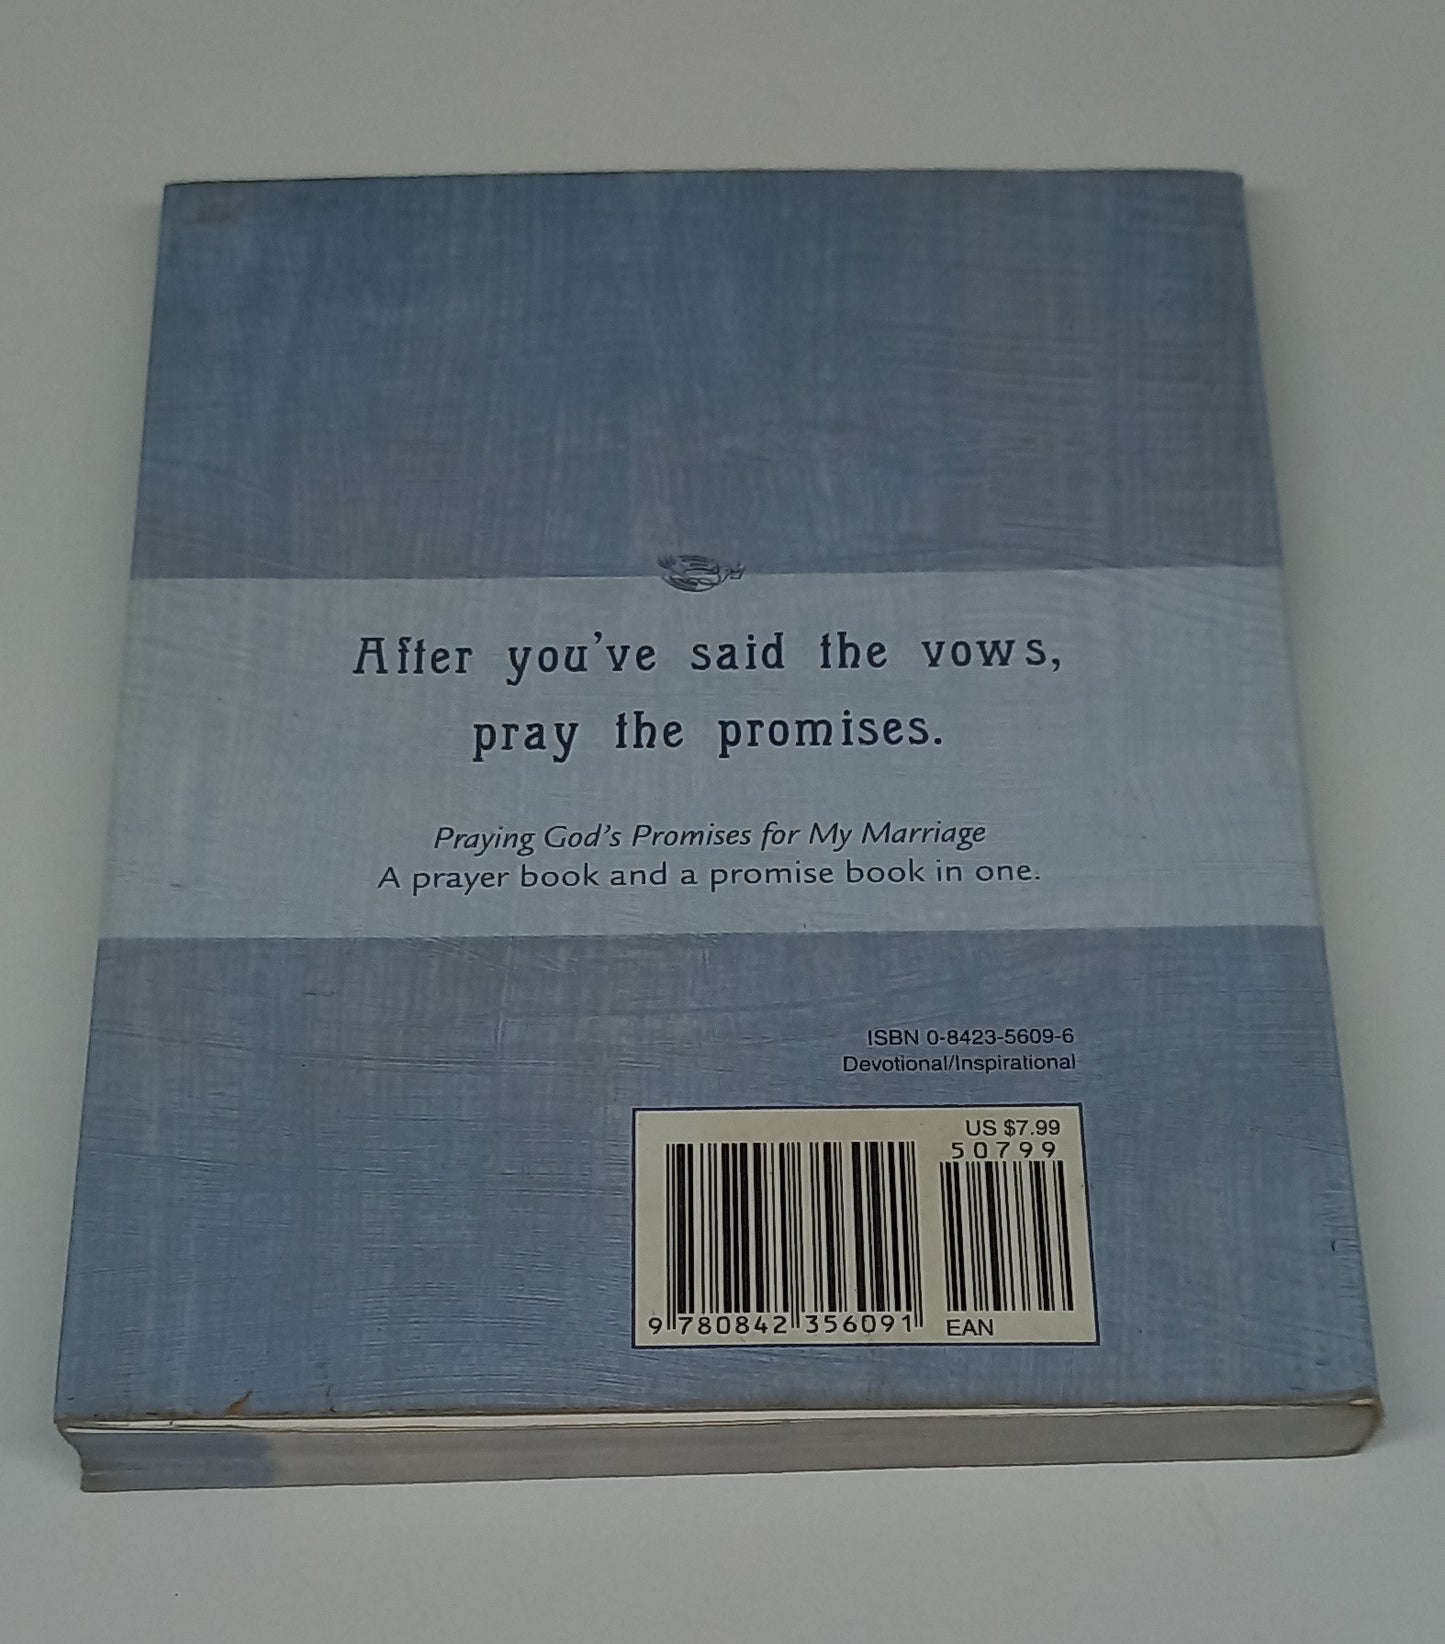 After you've said the vows,
pray the promises.
Praying God's Promises for My Marriage
A prayer book and a promise book in one.
ISBN 0-8423-5609-6
Devotional/Inspirational
US $7.99
50799
9 780842 356091
EAN